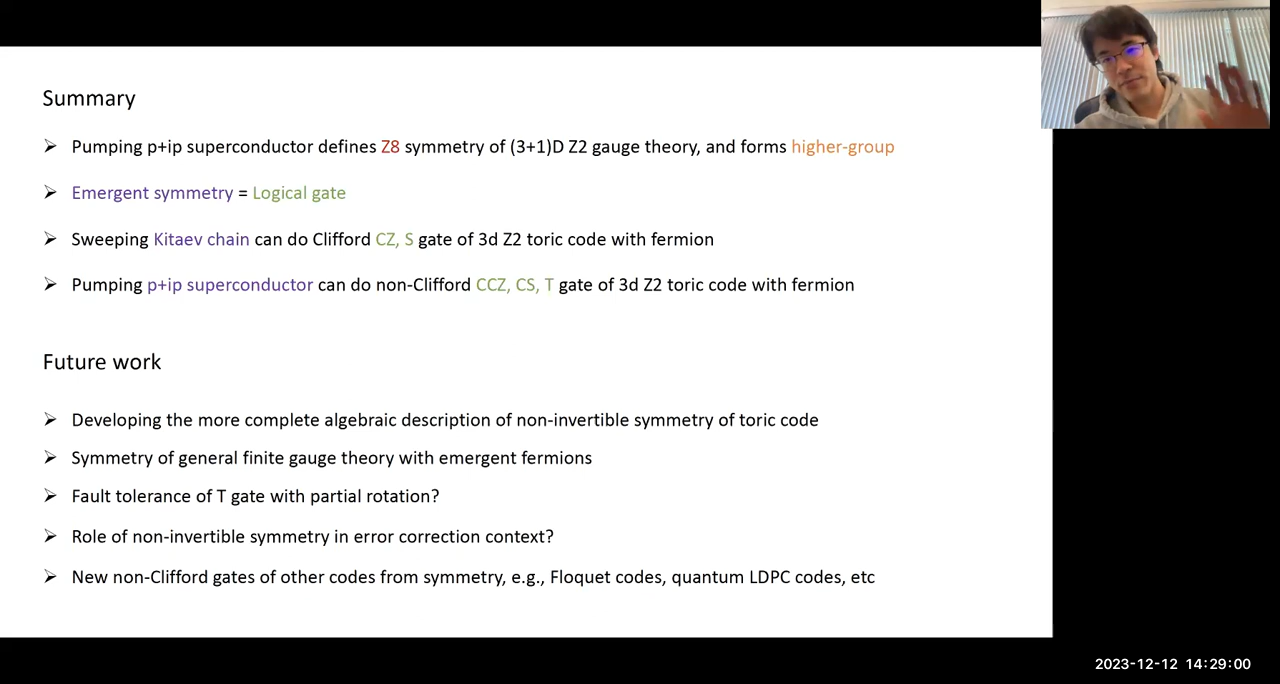 Summary
➢ Pumping p+ip superconductor defines Z8 symmetry of (3+1)D Z2 gauge theory, and forms higher-group
➢ Emergent symmetry = Logical gate
➢ Sweeping Kitaev chain can do Clifford CZ, S gate of 3d Z2 toric code with fermion
➢ Pumping p+ip superconductor can do non-Clifford CCZ, CS, T gate of 3d Z2 toric code with fermion
Future work
➢ Developing the more complete algebraic description of non-invertible symmetry of toric code
➢ Symmetry of general finite gauge theory with emergent fermions
➢ Fault tolerance of T gate with partial rotation?
➢ Role of non-invertible symmetry in error correction context?
➢ New non-Clifford gates of other codes from symmetry, e.g., Floquet codes, quantum LDPC codes, etc
2023-12-12 14:29:00